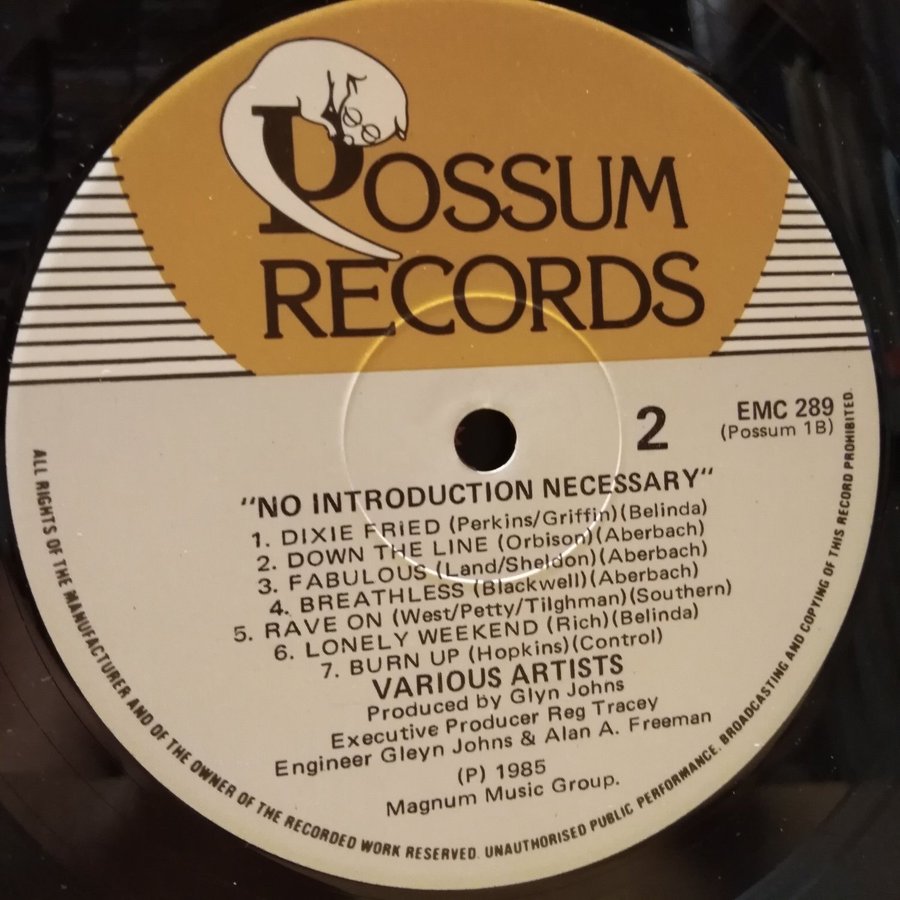 POSSUM
RECORDS
2
EMC 289
(Possum 1B)
"NO INTRODUCTION NECESSARY"
1. DIXIE FRIED (Perkins/Griffin)(Belinda)
2. DOWN THE LINE (Orbison)(Aberbach)
3. FABULOUS (Land/Sheldon)(Aberbach)
4. BREATHLESS (Blackwell)(Aberbach)
5. RAVE ON (West/Petty/Tilghman)(Southern)
6. LONELY WEEKEND (Rich)(Belinda)
7. BURN UP (Hopkins)(Control)
VARIOUS ARTISTS
Produced by Glyn Johns
Executive Producer Reg Tracey
Engineer Gleyn Johns & Alan A. Freeman
(P) 1985
Magnum Music Group.
ALL RIGHTS OF THE MANUFACTURER AND OF THE OWNER OF THE RECORDED WORK RESERVED. UNAUTHORISED PUBLIC PERFORMANCE. BROADCASTING AND COPYING OF THIS RECORD PROHIBITED.